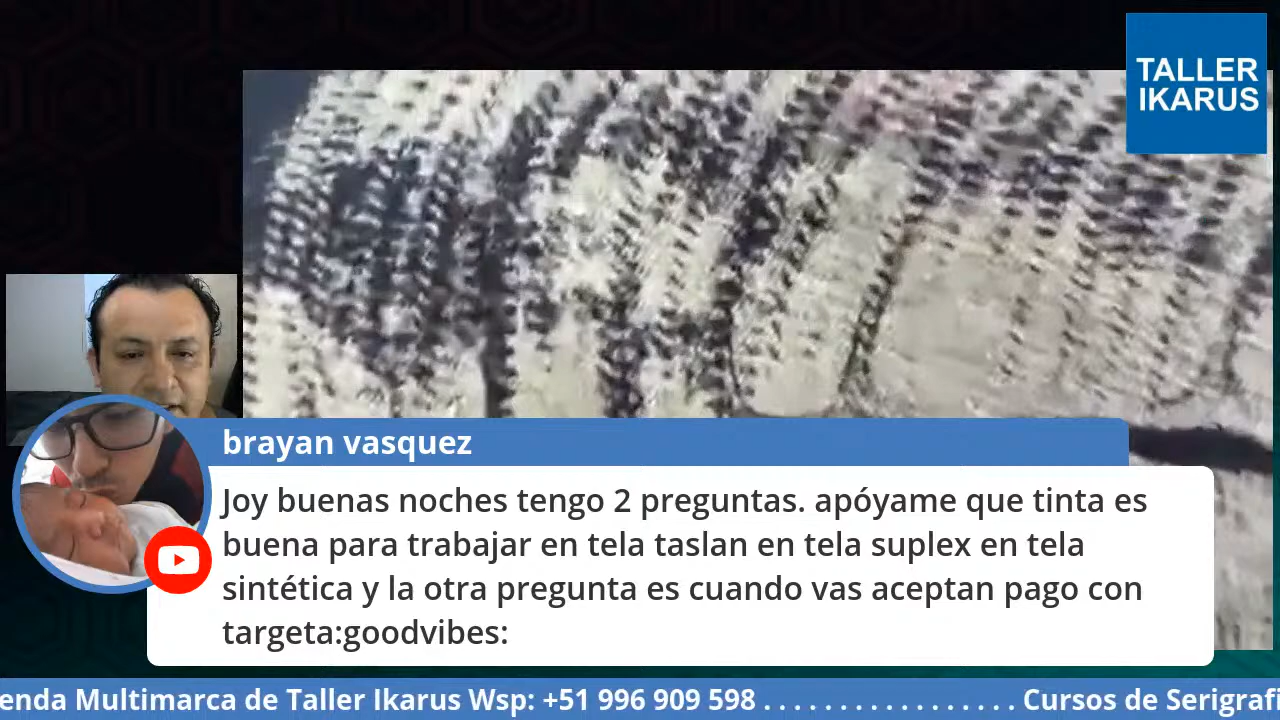 TALLER
IKARUS
brayan vasquez
Joy buenas noches tengo 2 preguntas. apóyame que tinta es
buena para trabajar en tela taslan en tela suplex en tela
sintética y la otra pregunta es cuando vas aceptan pago con
targeta:goodvibes:
enda Multimarca de Taller Ikarus Wsp: +51 996 909 598 . . . . . . . . . . . . . . . . . Cursos de Serigrafi